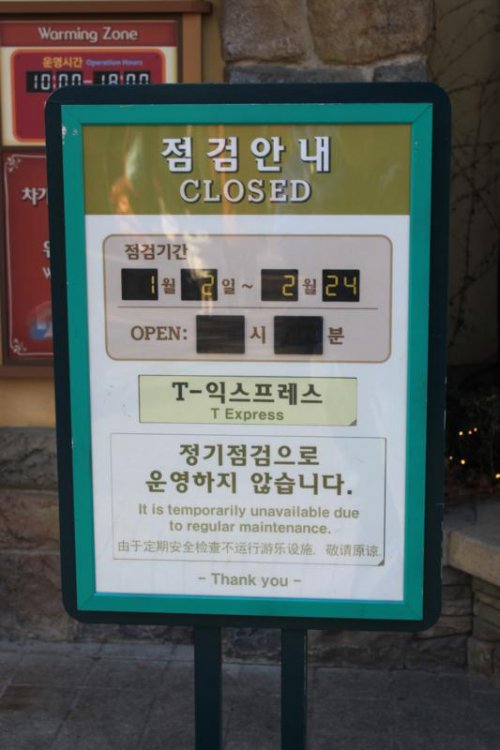 Warming Zone
운영시간 Operation Hours
10:00-18:00
차가
점검안내
CLOSED
점검기간
1월 2일 ~ 2월 24
OPEN: 시 분
T-익스프레스
T Express
정기점검으로
운영하지 않습니다.
It is temporarily unavailable due
to regular maintenance.
由于定期安全检查不运行游乐设施, 敬请原谅.
- Thank you -